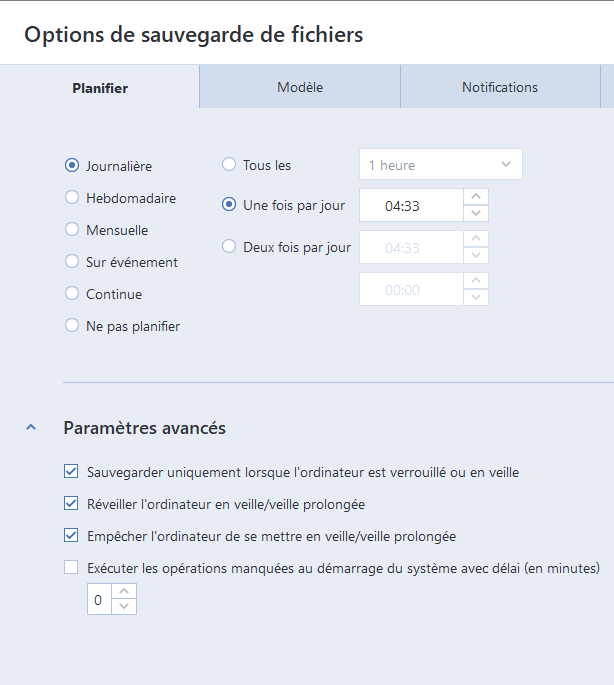 Options de sauvegarde de fichiers
Planifier
Modèle
Notifications
Journalière
Tous les
1 heure
Hebdomadaire
Une fois par jour
04:33
Mensuelle
Deux fois par jour
04:33
Sur événement
Continue
00:00
Ne pas planifier
Paramètres avancés
Sauvegarder uniquement lorsque l'ordinateur est verrouillé ou en veille
Réveiller l'ordinateur en veille/veille prolongée
Empêcher l'ordinateur de se mettre en veille/veille prolongée
Exécuter les opérations manquées au démarrage du système avec délai (en minutes)
0